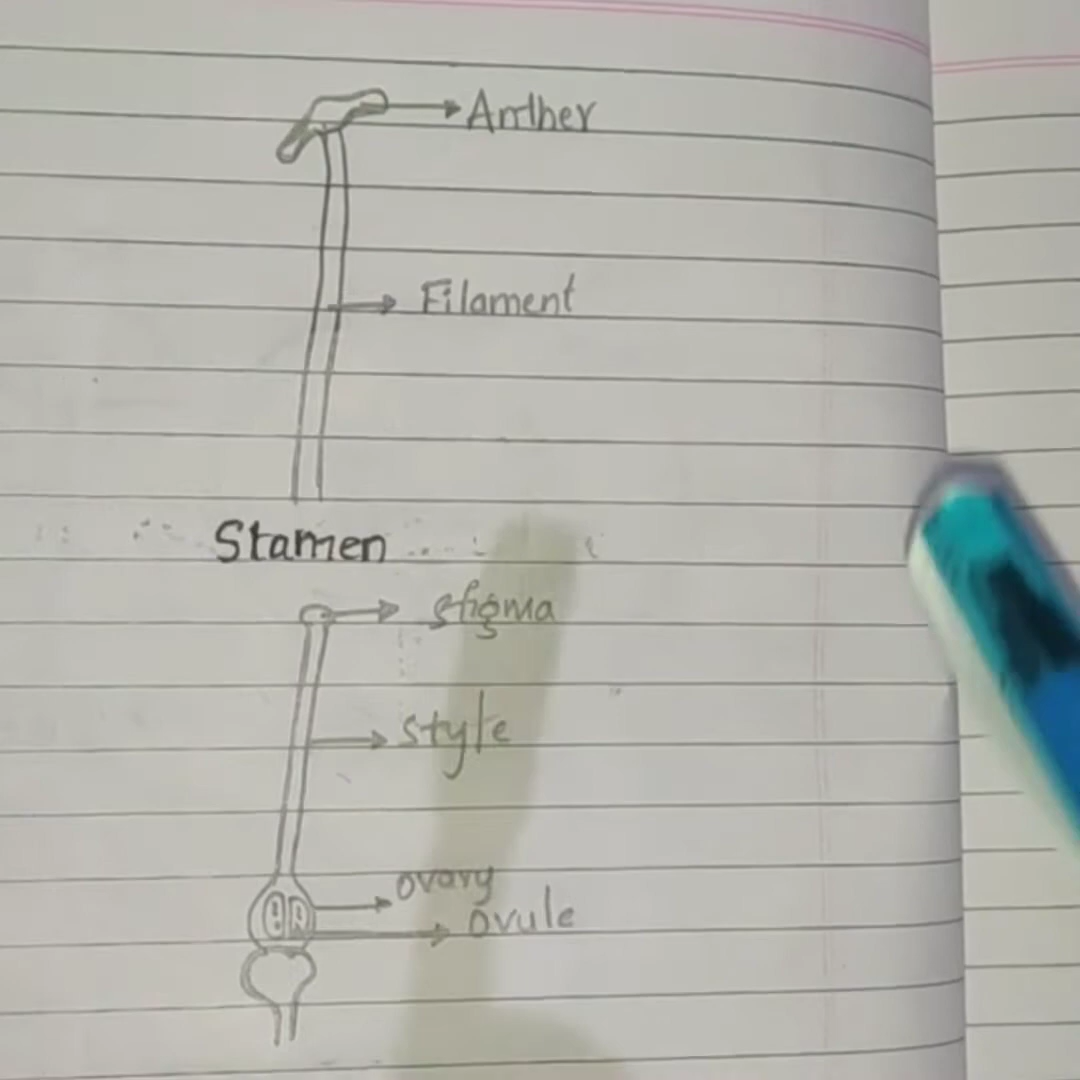 Anther
Filament
Stamen
stigma
style
ovary
ovule